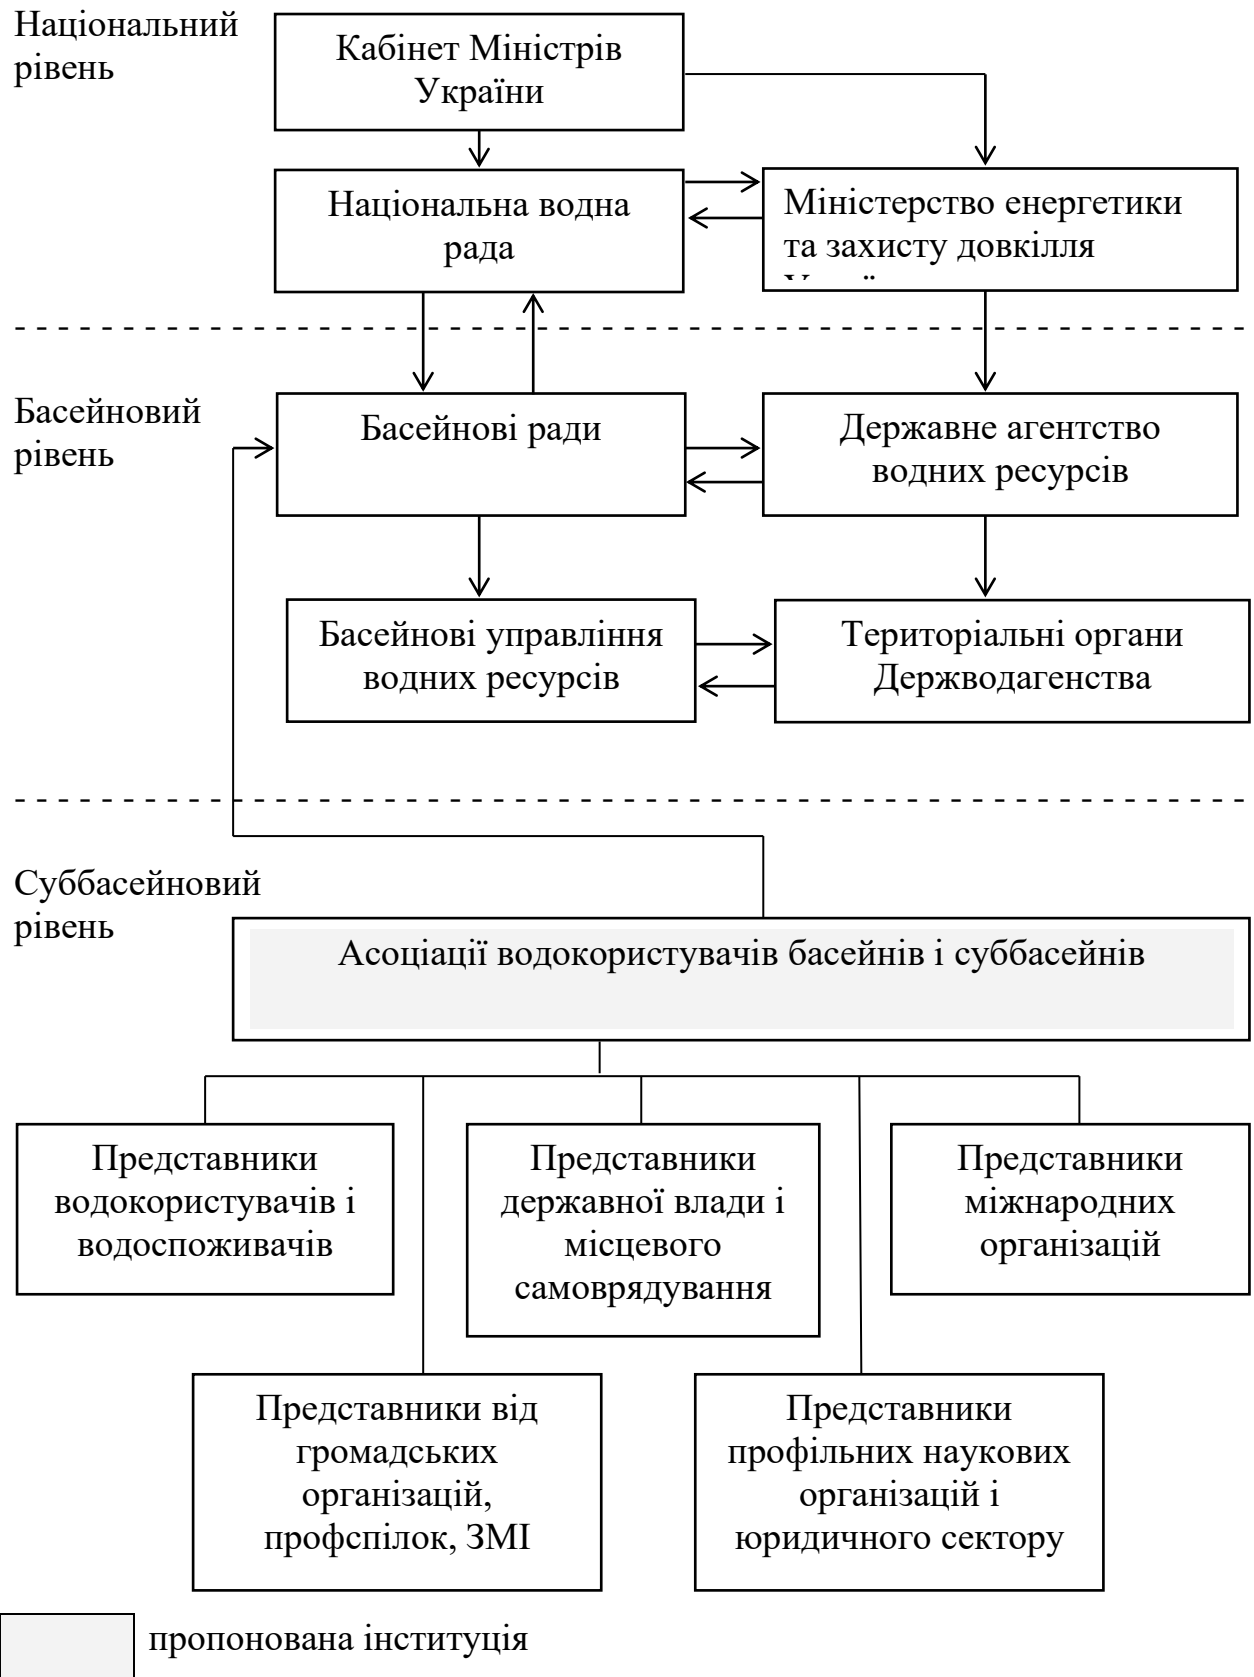 Національний
рівень
Кабінет Міністрів
України
Національна водна
рада
Міністерство енергетики
та захисту довкілля
Басейновий
рівень
Басейнові ради
Державне агентство
водних ресурсів
Басейнові управління
водних ресурсів
Територіальні органи
Держводагенства
Суббасейновий
рівень
Асоціації водокористувачів басейнів і суббасейнів
Представники
водокористувачів і
водоспоживачів
Представники
державної влади і
місцевого
самоврядування
Представники
міжнародних
організацій
Представники від
громадських
організацій,
профспілок, ЗМІ
Представники
профільних наукових
організацій і
юридичного сектору
пропонована інституція